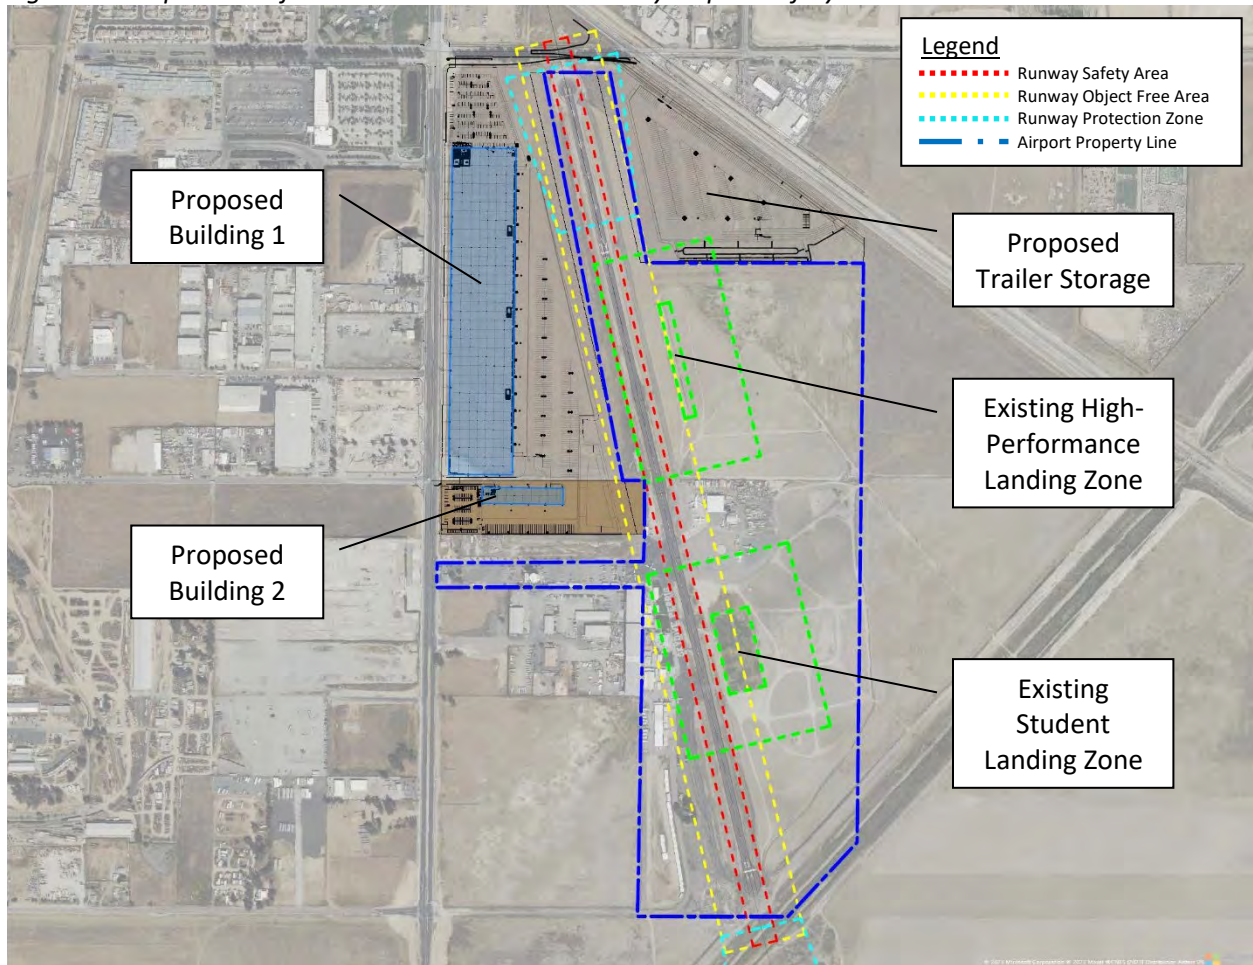 Legend
Runway Safety Area
Runway Object Free Area
Runway Protection Zone
Airport Property Line
Proposed
Building 1
Proposed
Trailer Storage
Existing High-
Performance
Landing Zone
Proposed
Building 2
Existing
Student
Landing Zone